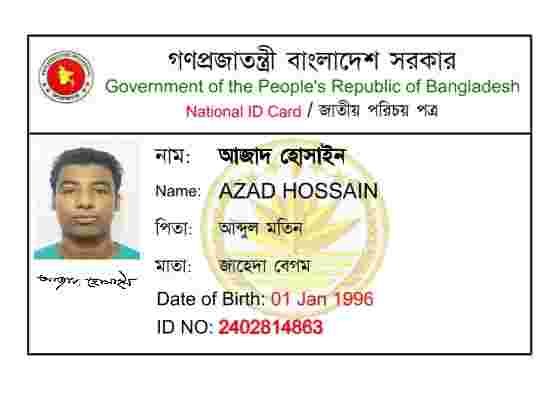 গণপ্রজাতন্ত্রী বাংলাদেশ সরকার
Government of the People's Republic of Bangladesh
National ID Card / জাতীয় পরিচয় পত্র
নাম: আজাদ হোসাইন
Name: AZAD HOSSAIN
পিতা: আব্দুল মতিন
মাতা: জাহেদা বেগম
আজাদ হোসাইন
Date of Birth: 01 Jan 1996
ID NO: 2402814863